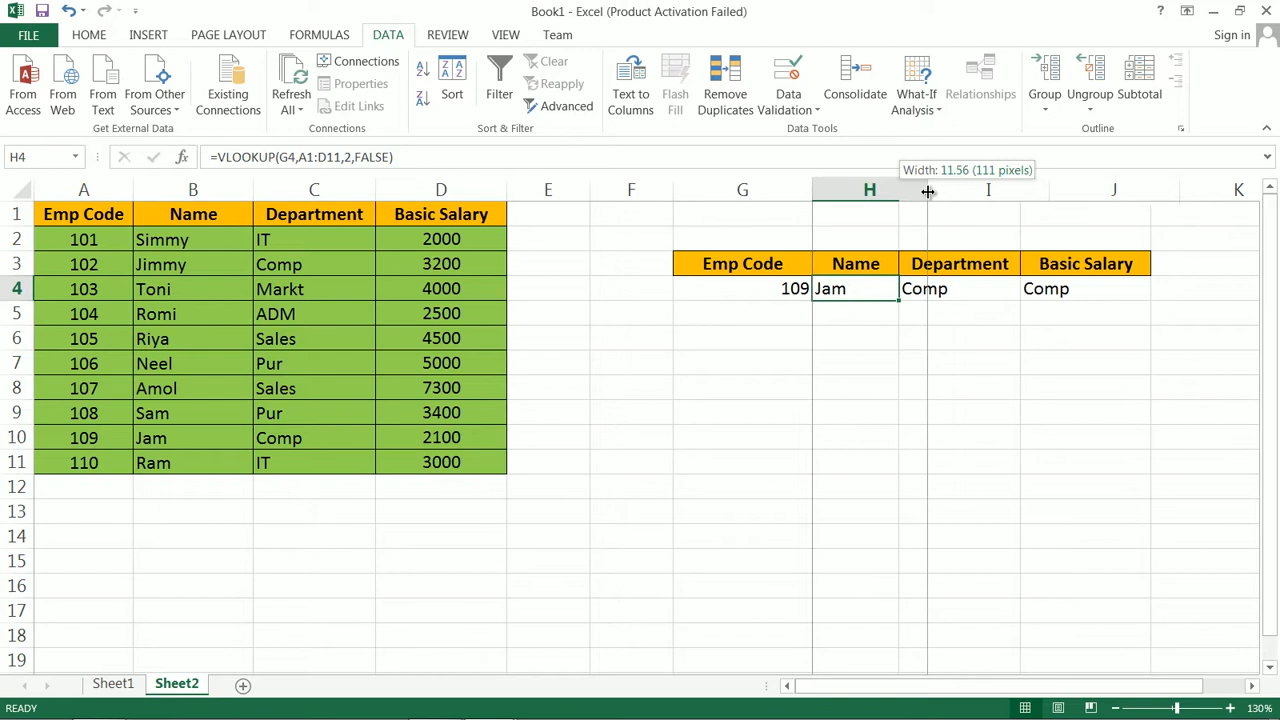 Book1 - Excel (Product Activation Failed)
FILE HOME INSERT PAGE LAYOUT FORMULAS DATA REVIEW VIEW Team Sign in
From Access
From Web
From Text
From Other Sources
Existing Connections
Get External Data
Refresh All
Connections
Properties
Edit Links
Connections
Sort
Filter
Clear
Reapply
Advanced
Sort & Filter
Text to Columns
Flash Fill
Remove Duplicates
Data Validation
Consolidate
What-If Analysis
Relationships
Data Tools
Group
Ungroup
Subtotal
Outline
H4 fx =VLOOKUP(G4,A1:D11,2,FALSE)
Width: 11.56 (111 pixels)
A B C D E F G H I J K
1 Emp Code Name Department Basic Salary
2 101 Simmy IT 2000
3 102 Jimmy Comp 3200 Emp Code Name Department Basic Salary
4 103 Toni Markt 4000 109 Jam Comp Comp
5 104 Romi ADM 2500
6 105 Riya Sales 4500
7 106 Neel Pur 5000
8 107 Amol Sales 7300
9 108 Sam Pur 3400
10 109 Jam Comp 2100
11 110 Ram IT 3000
12
13
14
15
16
17
18
19
Sheet1 Sheet2
READY 130%